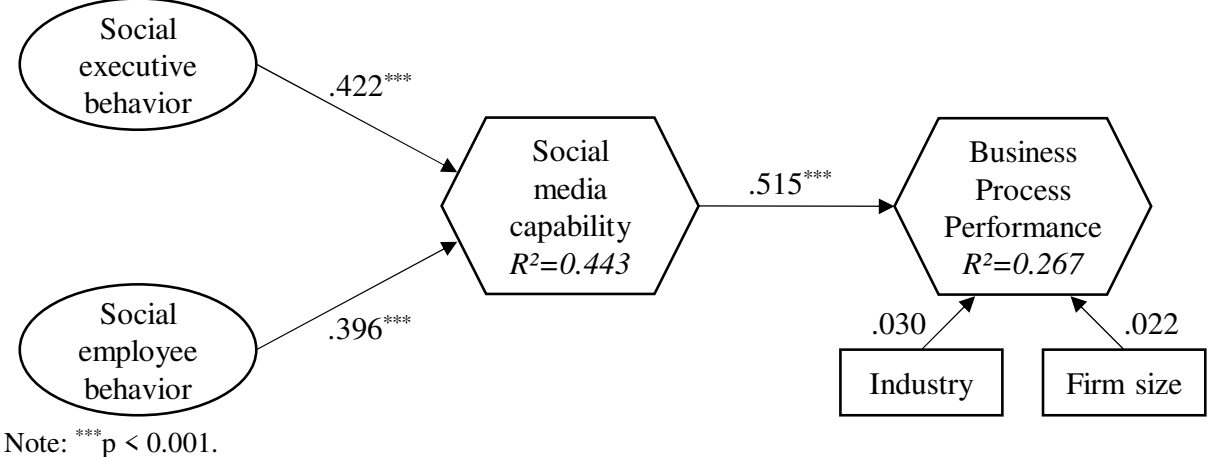 Social
executive
behavior
.422***
Social
media
capability
R²=0.443
.515***
Business
Process
Performance
R²=0.267
Social
employee
behavior
.396***
.030
.022
Industry
Firm size
Note: ***p < 0.001.